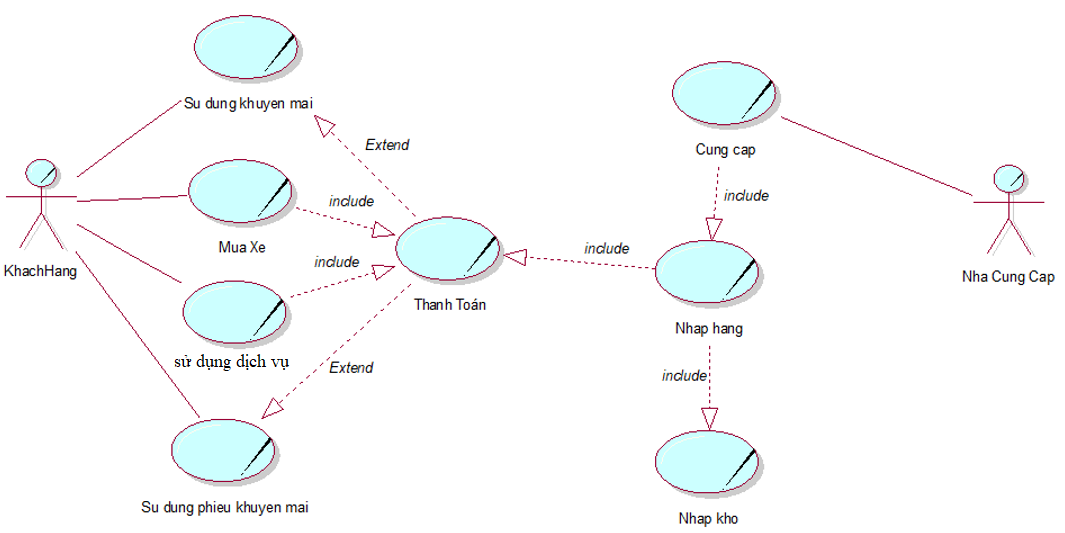 Su dung khuyen mai
Extend
Cung cap
include
include
Mua Xe
KhachHang
include
include
Thanh Toán
Nha Cung Cap
Nhap hang
sử dụng dịch vụ
Extend
include
Su dung phieu khuyen mai
Nhap kho